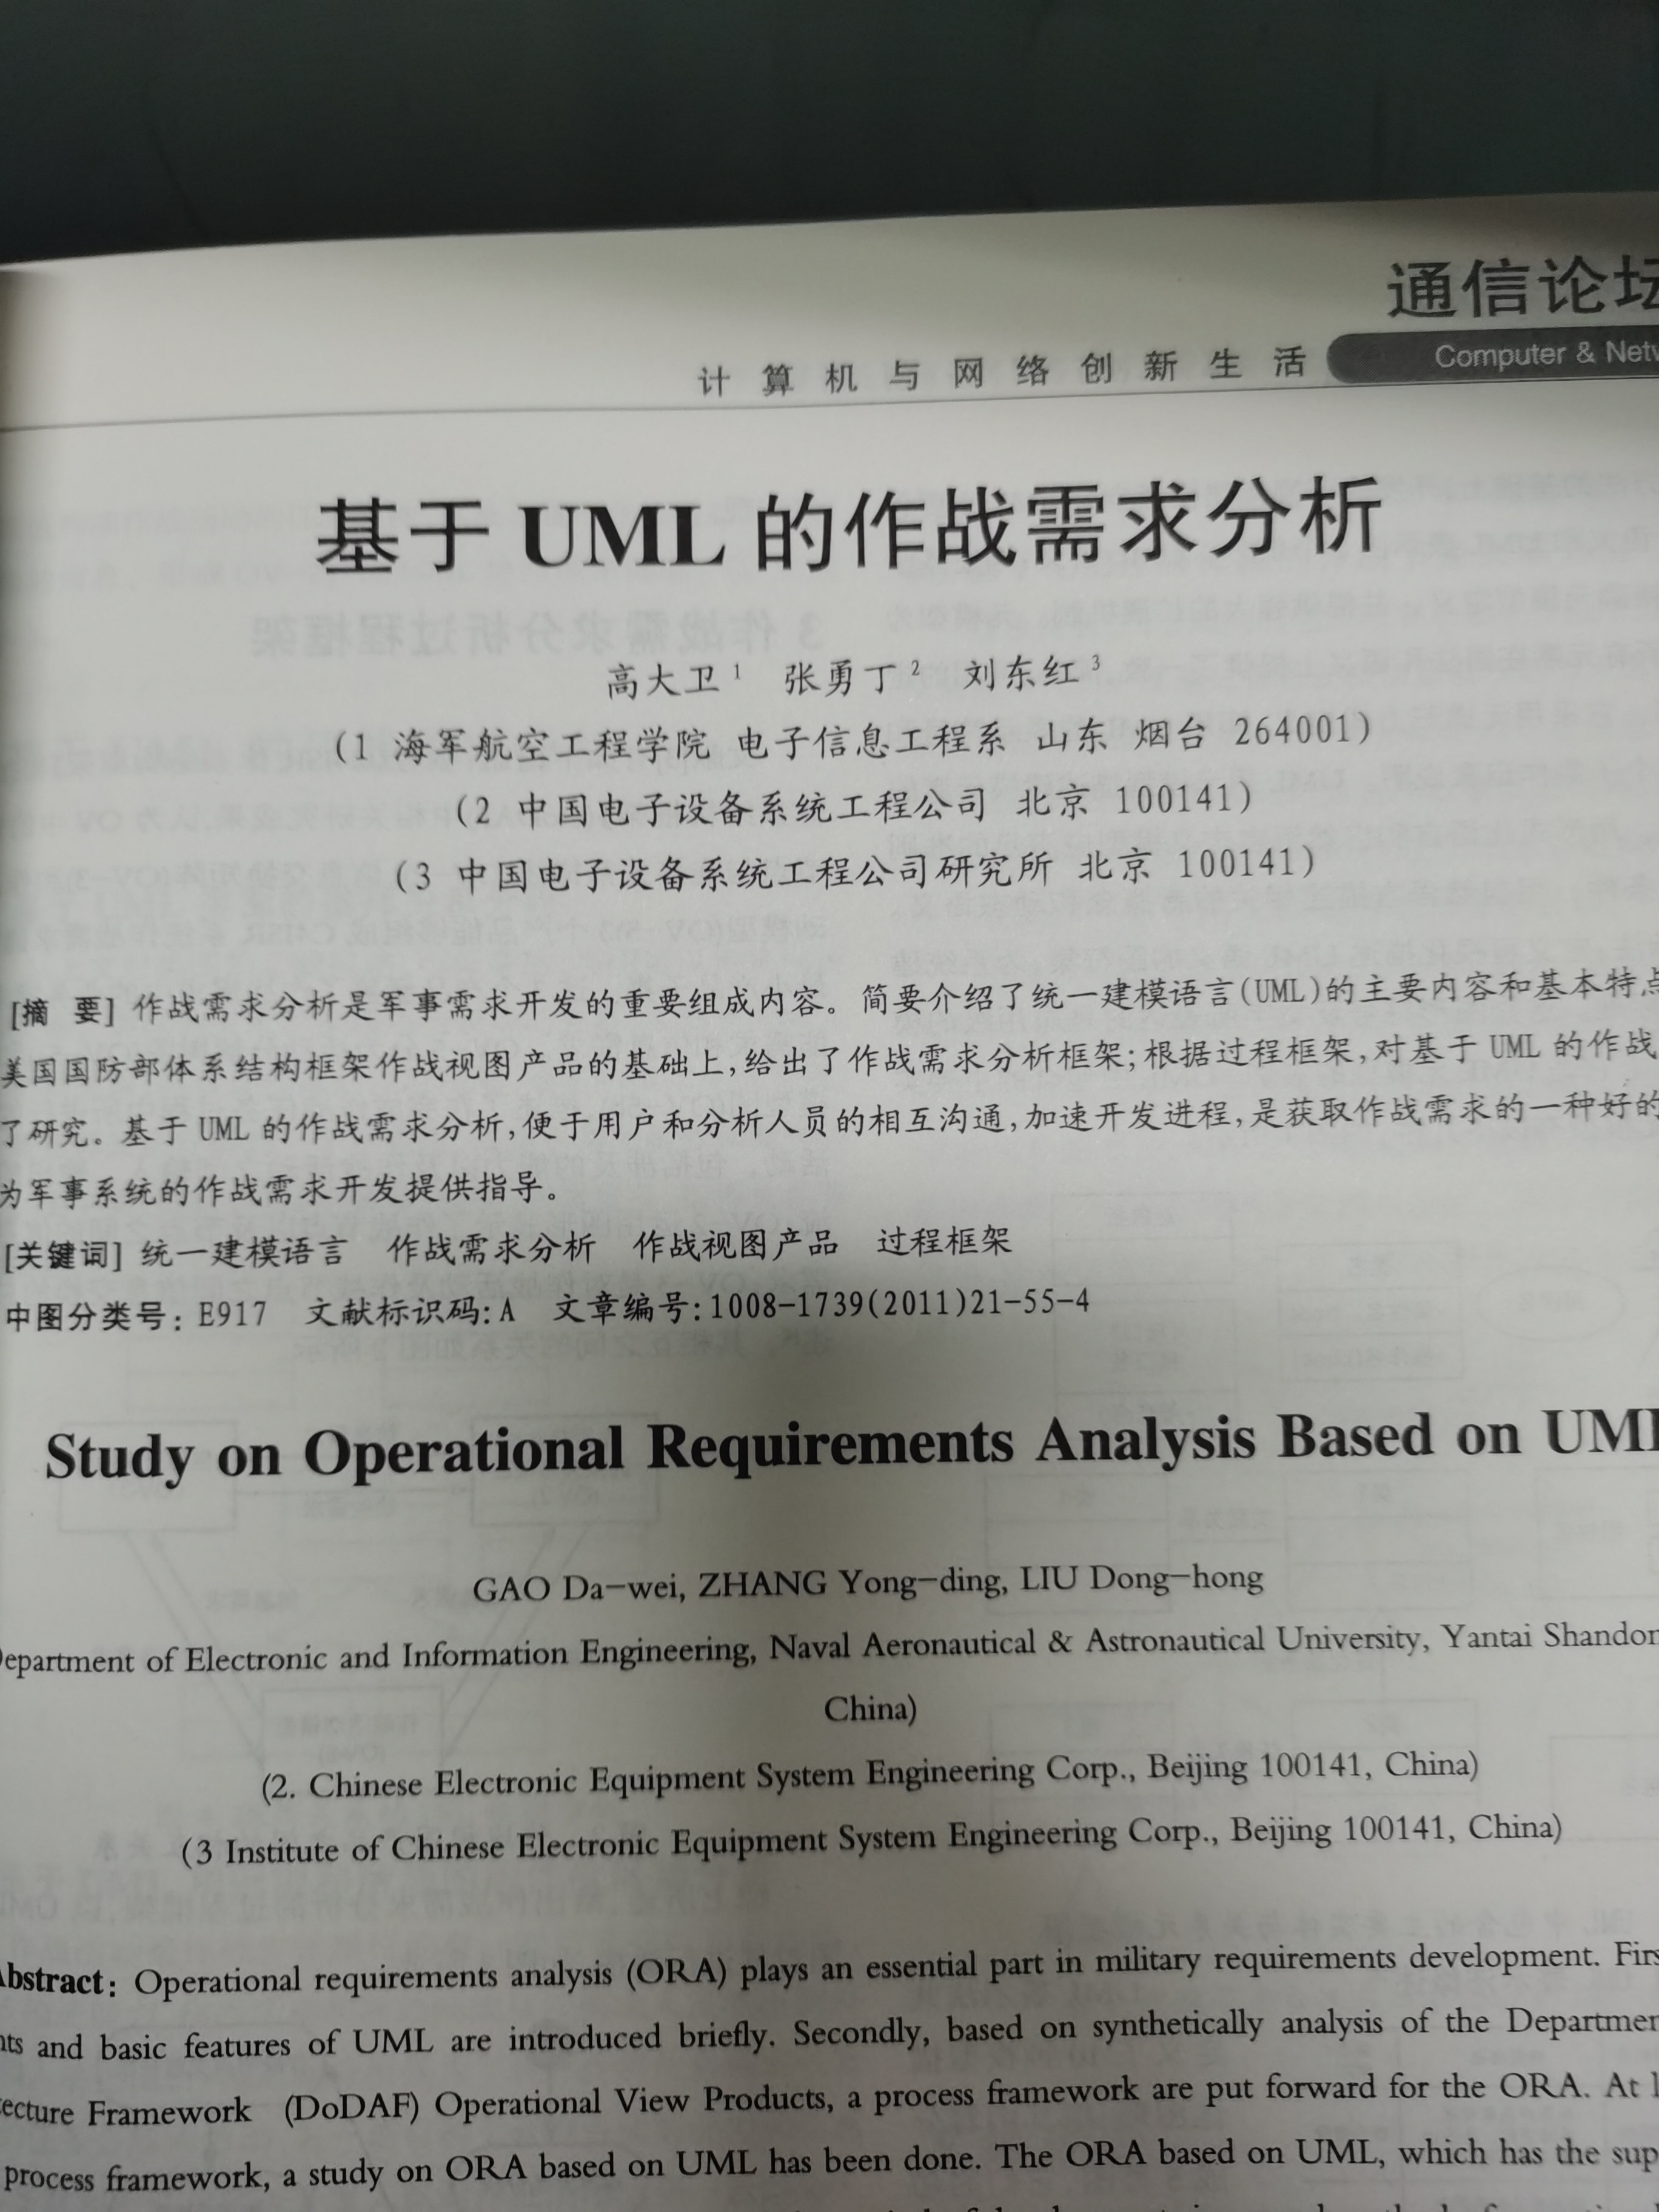 通信论坛
计算机与网络创新生活
Computer & Netw
基于 UML 的作战需求分析
高大卫1 张勇丁2 刘东红3
(1 海军航空工程学院 电子信息工程系 山东 烟台 264001)
(2 中国电子设备系统工程公司 北京 100141)
(3 中国电子设备系统工程公司研究所 北京 100141)
[摘 要] 作战需求分析是军事需求开发的重要组成内容。简要介绍了统一建模语言(UML)的主要内容和基本特点
美国国防部体系结构框架作战视图产品的基础上,给出了作战需求分析框架;根据过程框架,对基于 UML 的作战
了研究。基于 UML 的作战需求分析,便于用户和分析人员的相互沟通,加速开发进程,是获取作战需求的一种好的
为军事系统的作战需求开发提供指导。
[关键词] 统一建模语言 作战需求分析 作战视图产品 过程框架
中图分类号: E917 文献标识码: A 文章编号: 1008-1739(2011)21-55-4
Study on Operational Requirements Analysis Based on UML
GAO Da-wei, ZHANG Yong-ding, LIU Dong-hong
Department of Electronic and Information Engineering, Naval Aeronautical & Astronautical University, Yantai Shandon
China)
(2. Chinese Electronic Equipment System Engineering Corp., Beijing 100141, China)
(3 Institute of Chinese Electronic Equipment System Engineering Corp., Beijing 100141, China)
Abstract: Operational requirements analysis (ORA) plays an essential part in military requirements development. Firs
nts and basic features of UML are introduced briefly. Secondly, based on synthetically analysis of the Departmen
ecture Framework (DoDAF) Operational View Products, a process framework are put forward for the ORA. At l
process framework, a study on ORA based on UML has been done. The ORA based on UML, which has the sup